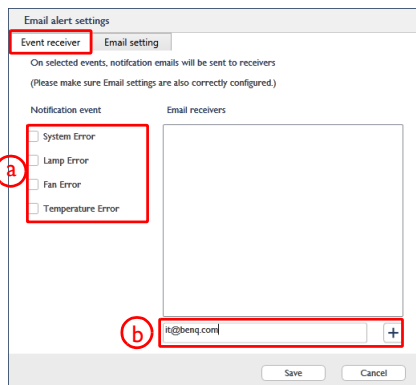 Email alert settings
Event receiver Email setting
On selected events, notifcation emails will be sent to receivers
(Please make sure Email settings are also correctly configured.)
Notification event Email receivers
System Error
Lamp Error
a
Fan Error
Temperature Error
b it@benq.com +
Save Cancel